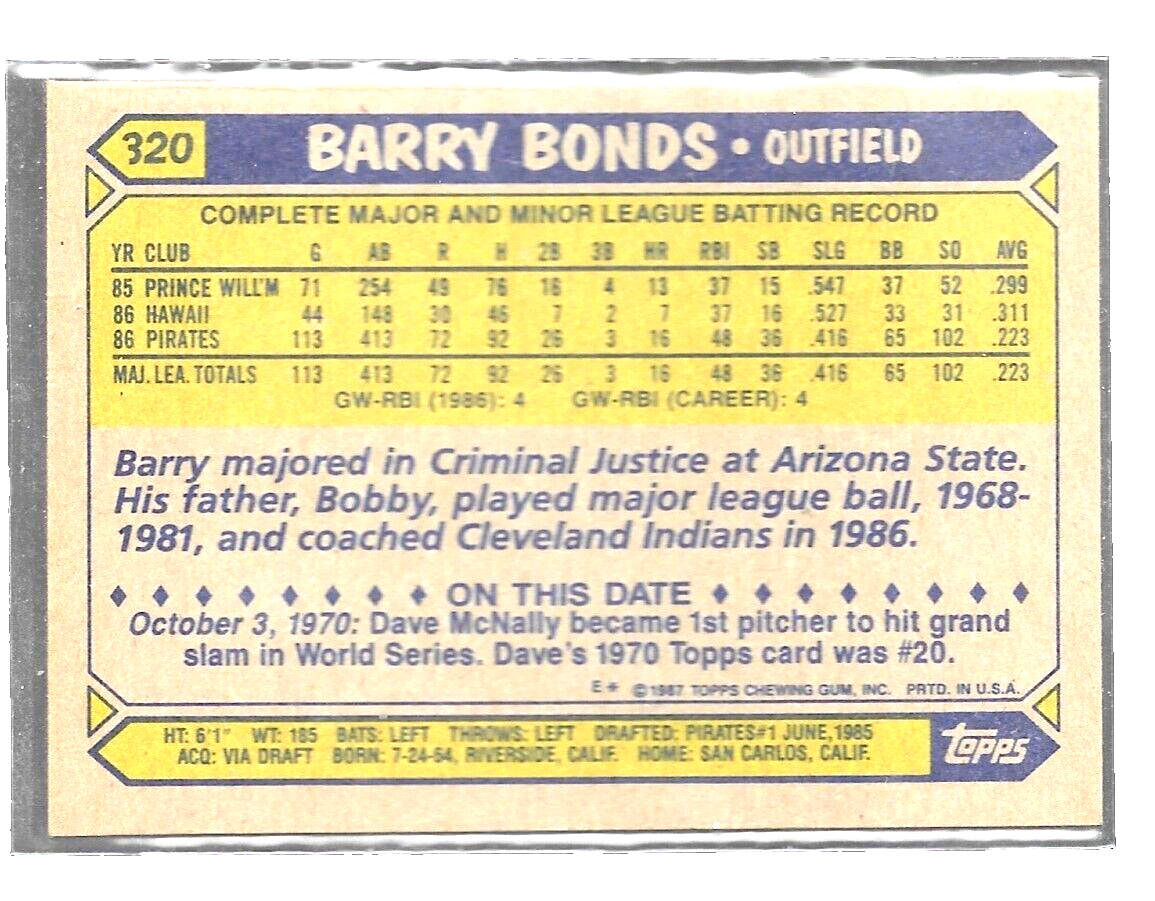 320 BARRY BONDS • OUTFIELD
COMPLETE MAJOR AND MINOR LEAGUE BATTING RECORD
YR CLUB G AB R H 2B 3B HR RBI SB SLG BB SO AVG
85 PRINCE WILL'M 71 254 49 76 16 4 13 37 15 .547 37 52 .299
86 HAWAII 44 148 30 46 7 2 7 37 16 .527 33 31 .311
86 PIRATES 113 413 72 92 26 3 16 48 36 .416 65 102 .223
MAJ. LEA. TOTALS 113 413 72 92 26 3 16 48 36 .416 65 102 .223
GW-RBI (1986): 4 GW-RBI (CAREER): 4
Barry majored in Criminal Justice at Arizona State.
His father, Bobby, played major league ball, 1968-
1981, and coached Cleveland Indians in 1986.
♦ ♦ ♦ ♦ ♦ ♦ ♦ ♦ ON THIS DATE ♦ ♦ ♦ ♦ ♦ ♦ ♦ ♦
October 3, 1970: Dave McNally became 1st pitcher to hit grand
slam in World Series. Dave's 1970 Topps card was #20.
E* ©1987 TOPPS CHEWING GUM, INC. PRTD. IN U.S.A.
HT: 6'1" WT: 185 BATS: LEFT THROWS: LEFT DRAFTED: PIRATES#1 JUNE,1985
ACQ: VIA DRAFT BORN: 7-24-64, RIVERSIDE, CALIF. HOME: SAN CARLOS, CALIF.
topps